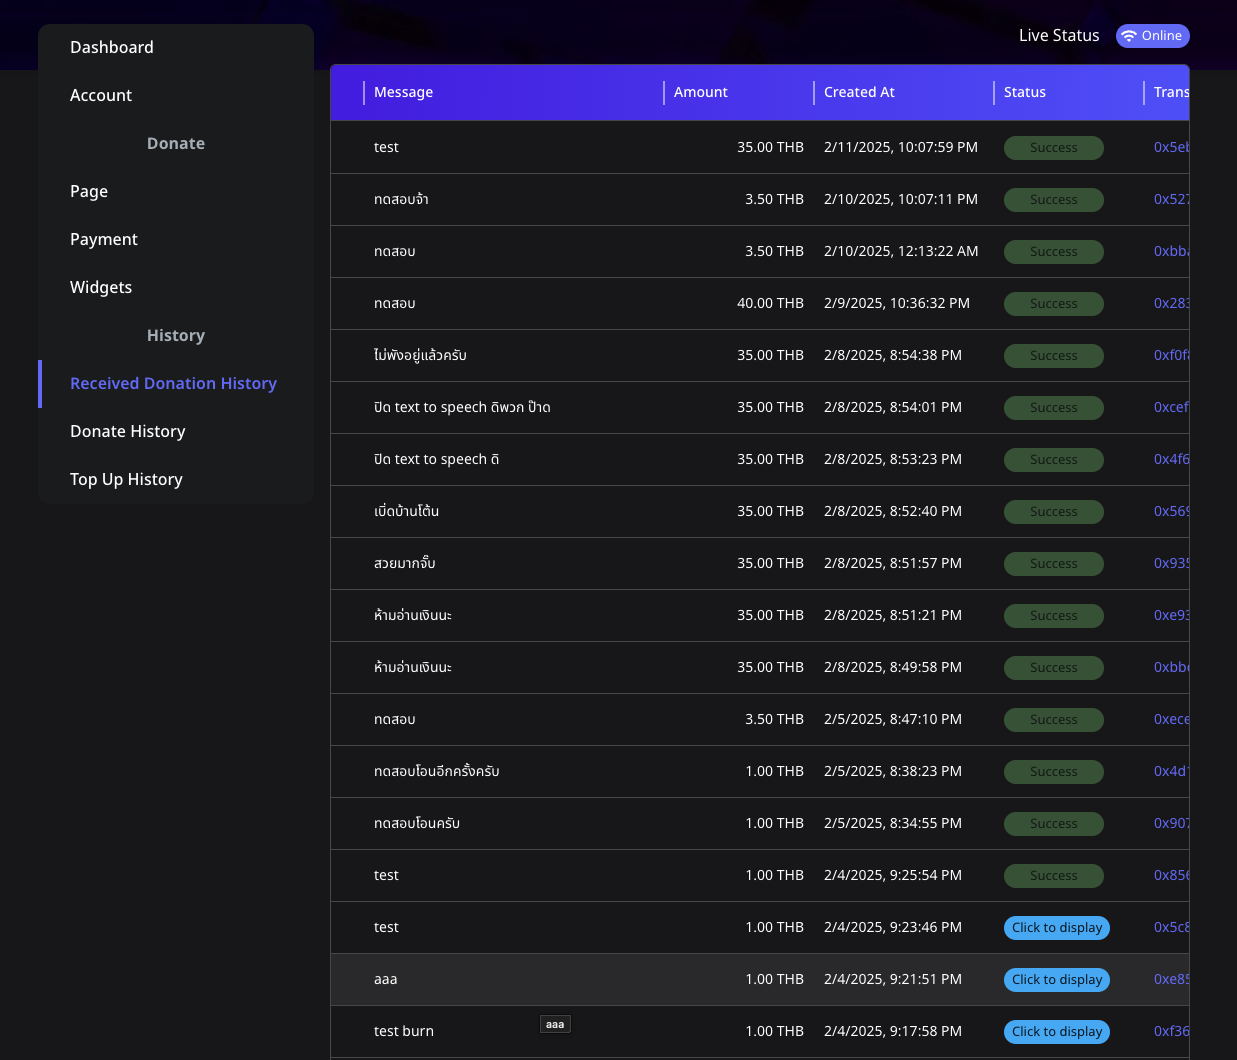 Live Status
Online
Dashboard
Account
Donate
Page
Payment
Widgets
History
Received Donation History
Donate History
Top Up History
Message Amount Created At Status Trans
test 35.00 THB 2/11/2025, 10:07:59 PM Success 0x5eb
ทดสอบจ้า 3.50 THB 2/10/2025, 10:07:11 PM Success 0x527
ทดสอบ 3.50 THB 2/10/2025, 12:13:22 AM Success 0xbba
ทดสอบ 40.00 THB 2/9/2025, 10:36:32 PM Success 0x283
ไม่พังอยู่แล้วครับ 35.00 THB 2/8/2025, 8:54:38 PM Success 0xf0f8
ปิด text to speech ดิพวก ป๊าด 35.00 THB 2/8/2025, 8:54:01 PM Success 0xcef
ปิด text to speech ดิ 35.00 THB 2/8/2025, 8:53:23 PM Success 0x4f6
เบิ่ดบ้านโต้น 35.00 THB 2/8/2025, 8:52:40 PM Success 0x569
สวยมากจั๊บ 35.00 THB 2/8/2025, 8:51:57 PM Success 0x935
ห้ามอ่านเงินนะ 35.00 THB 2/8/2025, 8:51:21 PM Success 0xe93
ห้ามอ่านเงินนะ 35.00 THB 2/8/2025, 8:49:58 PM Success 0xbb
ทดสอบ 3.50 THB 2/5/2025, 8:47:10 PM Success 0xece
ทดสอบโอนอีกครั้งครับ 1.00 THB 2/5/2025, 8:38:23 PM Success 0x4d1
ทดสอบโอนครับ 1.00 THB 2/5/2025, 8:34:55 PM Success 0x907
test 1.00 THB 2/4/2025, 9:25:54 PM Success 0x856
test 1.00 THB 2/4/2025, 9:23:46 PM Click to display 0x5c8
aaa 1.00 THB 2/4/2025, 9:21:51 PM Click to display 0xe85
aaa
test burn 1.00 THB 2/4/2025, 9:17:58 PM Click to display 0xf36